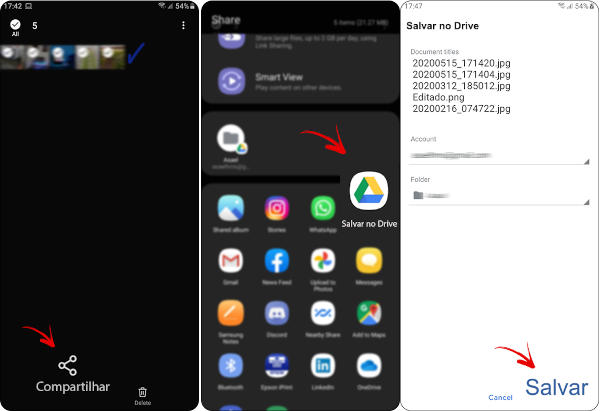 17:42
54%
All
5
Compartilhar
Delete
Share
5 items (21.27 MB)
Share large files, up to 2 GB per day, using
Link Sharing.
Smart View
Play content on other devices.
Asael
Salvar no Drive
Shared album
Stories
WhatsApp
Gmail
News Feed
Upload to
Photos
Messages
Samsung
Notes
Discord
Nearby Share
Add to Maps
Bluetooth
Epson iPrint
LinkedIn
OneDrive
17:47
54%
Salvar no Drive
Document titles
20200515_171420.jpg
20200515_171404.jpg
20200312_185012.jpg
Editado.png
20200216_074722.jpg
Account
Folder
Cancel
Salvar